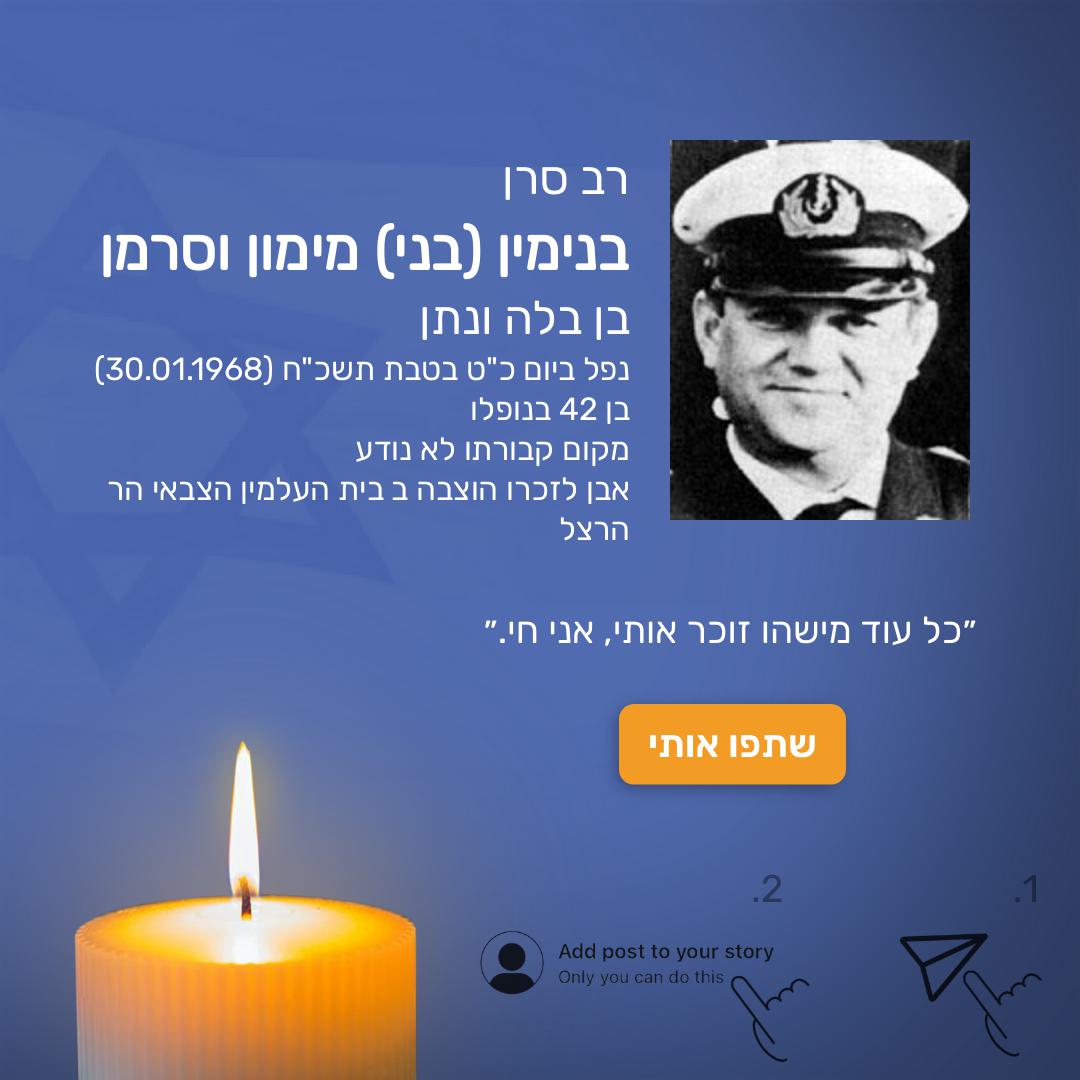 רב סרן
בנימין (בני) מימון וסרמן
בן בלה ונתן
נפל ביום כ"ט בטבת תשכ"ח (30.01.1968)
בן 42 בנופלו
מקום קבורתו לא נודע
אבן לזכרו הוצבה ב בית העלמין הצבאי הר
הרצל
״כל עוד מישהו זוכר אותי, אני חי.״
שתפו אותי
.1
.2
Add post to your story
Only you can do this